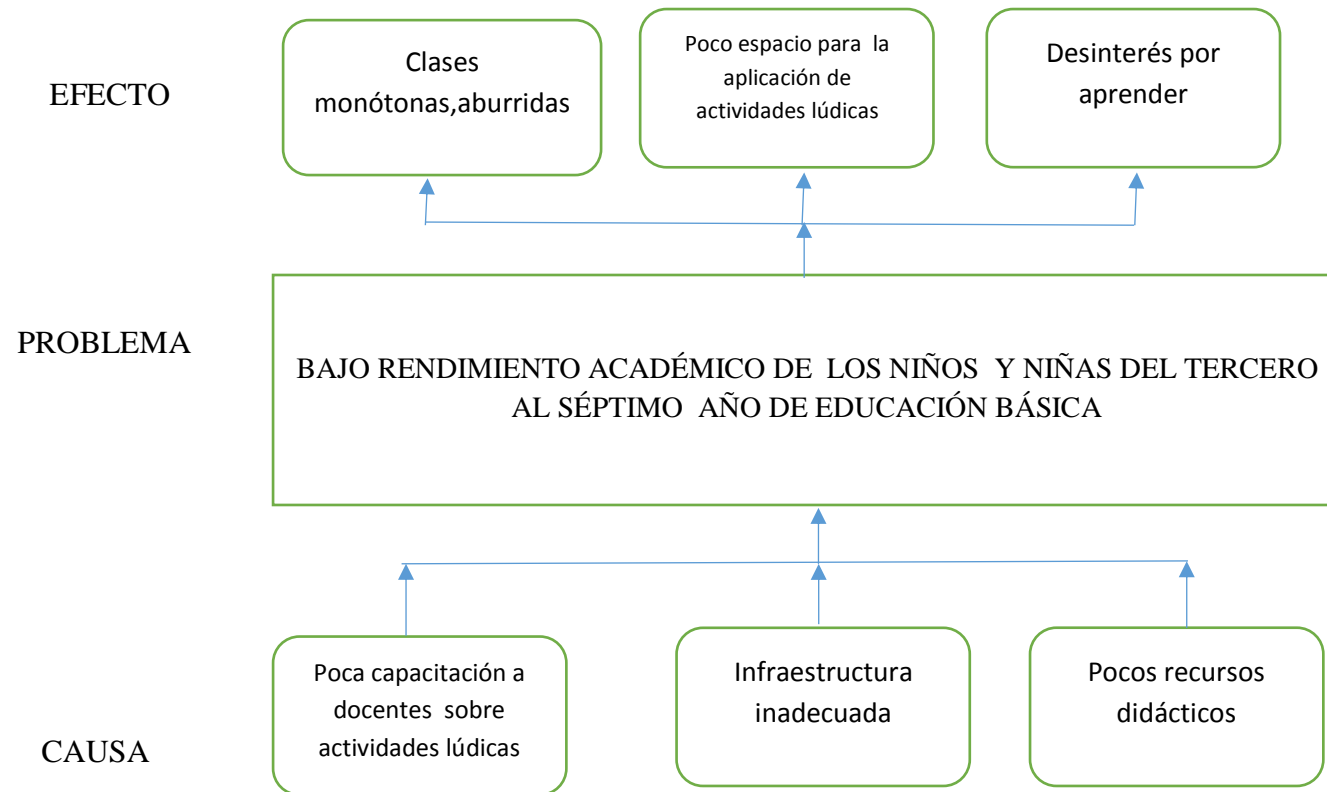 EFECTO
Clases
monótonas,aburridas
Poco espacio para la
aplicación de
actividades lúdicas
Desinterés por
aprender
PROBLEMA
BAJO RENDIMIENTO ACADÉMICO DE LOS NIÑOS Y NIÑAS DEL TERCERO
AL SÉPTIMO AÑO DE EDUCACIÓN BÁSICA
CAUSA
Poca capacitación a
docentes sobre
actividades lúdicas
Infraestructura
inadecuada
Pocos recursos
didácticos